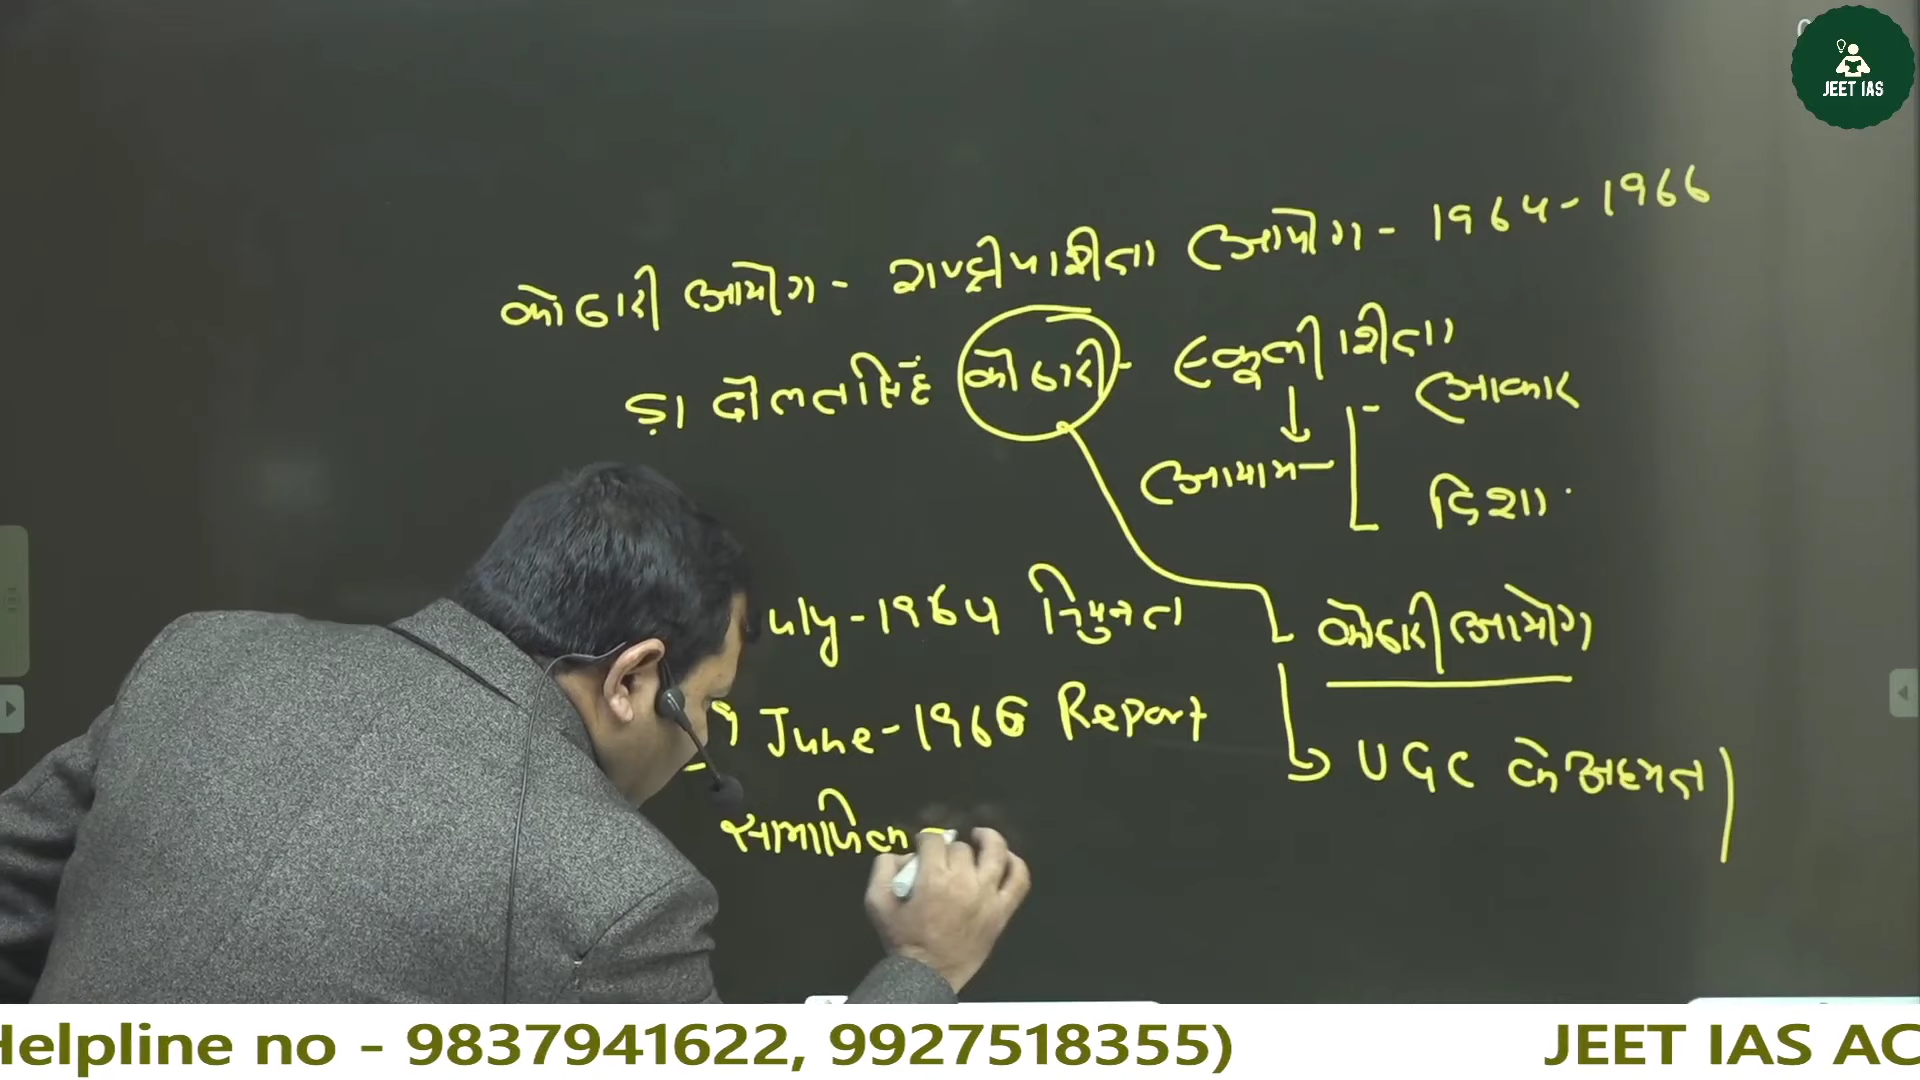 JEET IAS
कोठारी आयोग - राष्ट्रीय शिक्षा आयोग - 1964-1966
डा दौलतसिंह कोठारी - स्कूली शिक्षा
- आकार
आयाम -
दिशा
uly-1964 नियुक्त
कोठारी आयोग
June-1966 Report
UGC के अध्यक्ष
सामाजिक -
Helpline no - 9837941622, 9927518355) JEET IAS AC